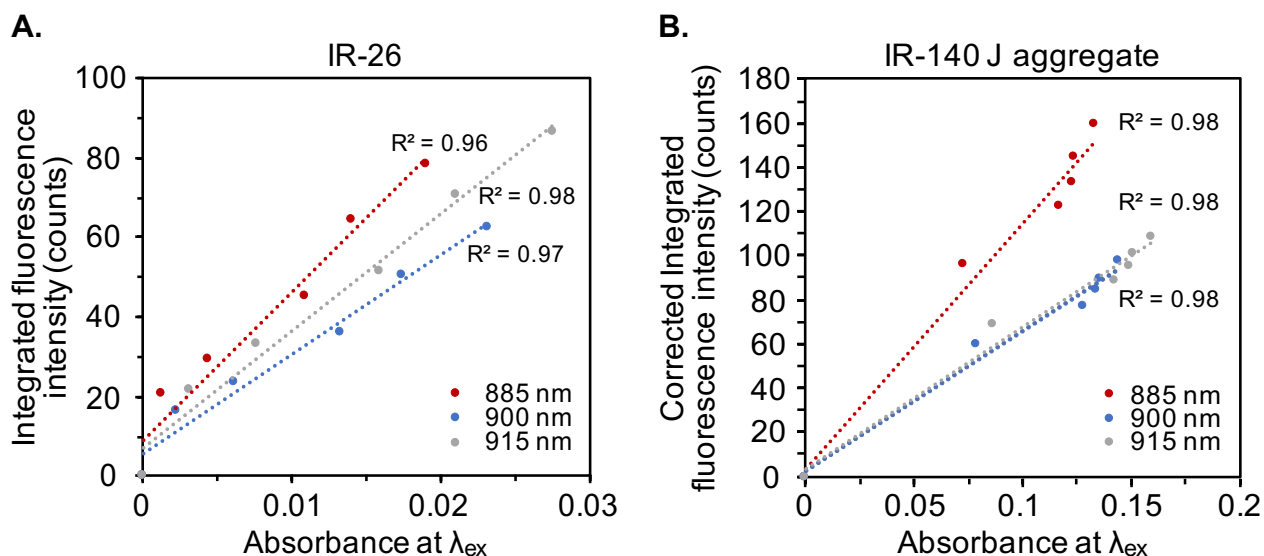 A.
IR-26
Integrated fluorescence
intensity (counts)
100
80
60
40
20
0
R² = 0.96
R² = 0.98
R² = 0.97
885 nm
900 nm
915 nm
0
0.01
0.02
0.03
Absorbance at λex
B.
IR-140 J aggregate
Corrected Integrated
fluorescence intensity (counts)
180
160
140
120
100
80
60
40
20
0
R² = 0.98
R² = 0.98
R² = 0.98
885 nm
900 nm
915 nm
0
0.05
0.1
0.15
0.2
Absorbance at λex